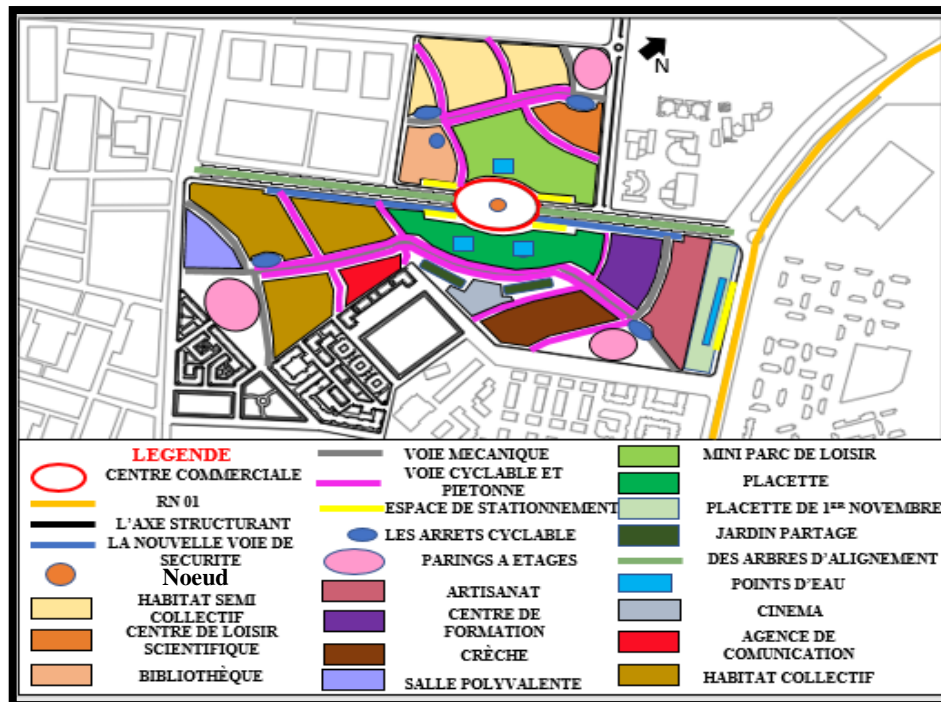 N
LEGENDE
CENTRE COMMERCIALE
RN 01
L'AXE STRUCTURANT
LA NOUVELLE VOIE DE
SECURITE
Noeud
HABITAT SEMI
COLLECTIF
CENTRE DE LOISIR
SCIENTIFIQUE
BIBLIOTHÈQUE
VOIE MECANIQUE
VOIE CYCLABLE ET
PIETONNE
ESPACE DE STATIONNEMENT
LES ARRETS CYCLABLE
PARINGS A ETAGES
ARTISANAT
CENTRE DE
FORMATION
CRÈCHE
SALLE POLYVALENTE
MINI PARC DE LOISIR
PLACETTE
PLACETTE DE 1ER NOVEMBRE
JARDIN PARTAGE
DES ARBRES D'ALIGNEMENT
POINTS D'EAU
CINEMA
AGENCE DE
COMUNICATION
HABITAT COLLECTIF